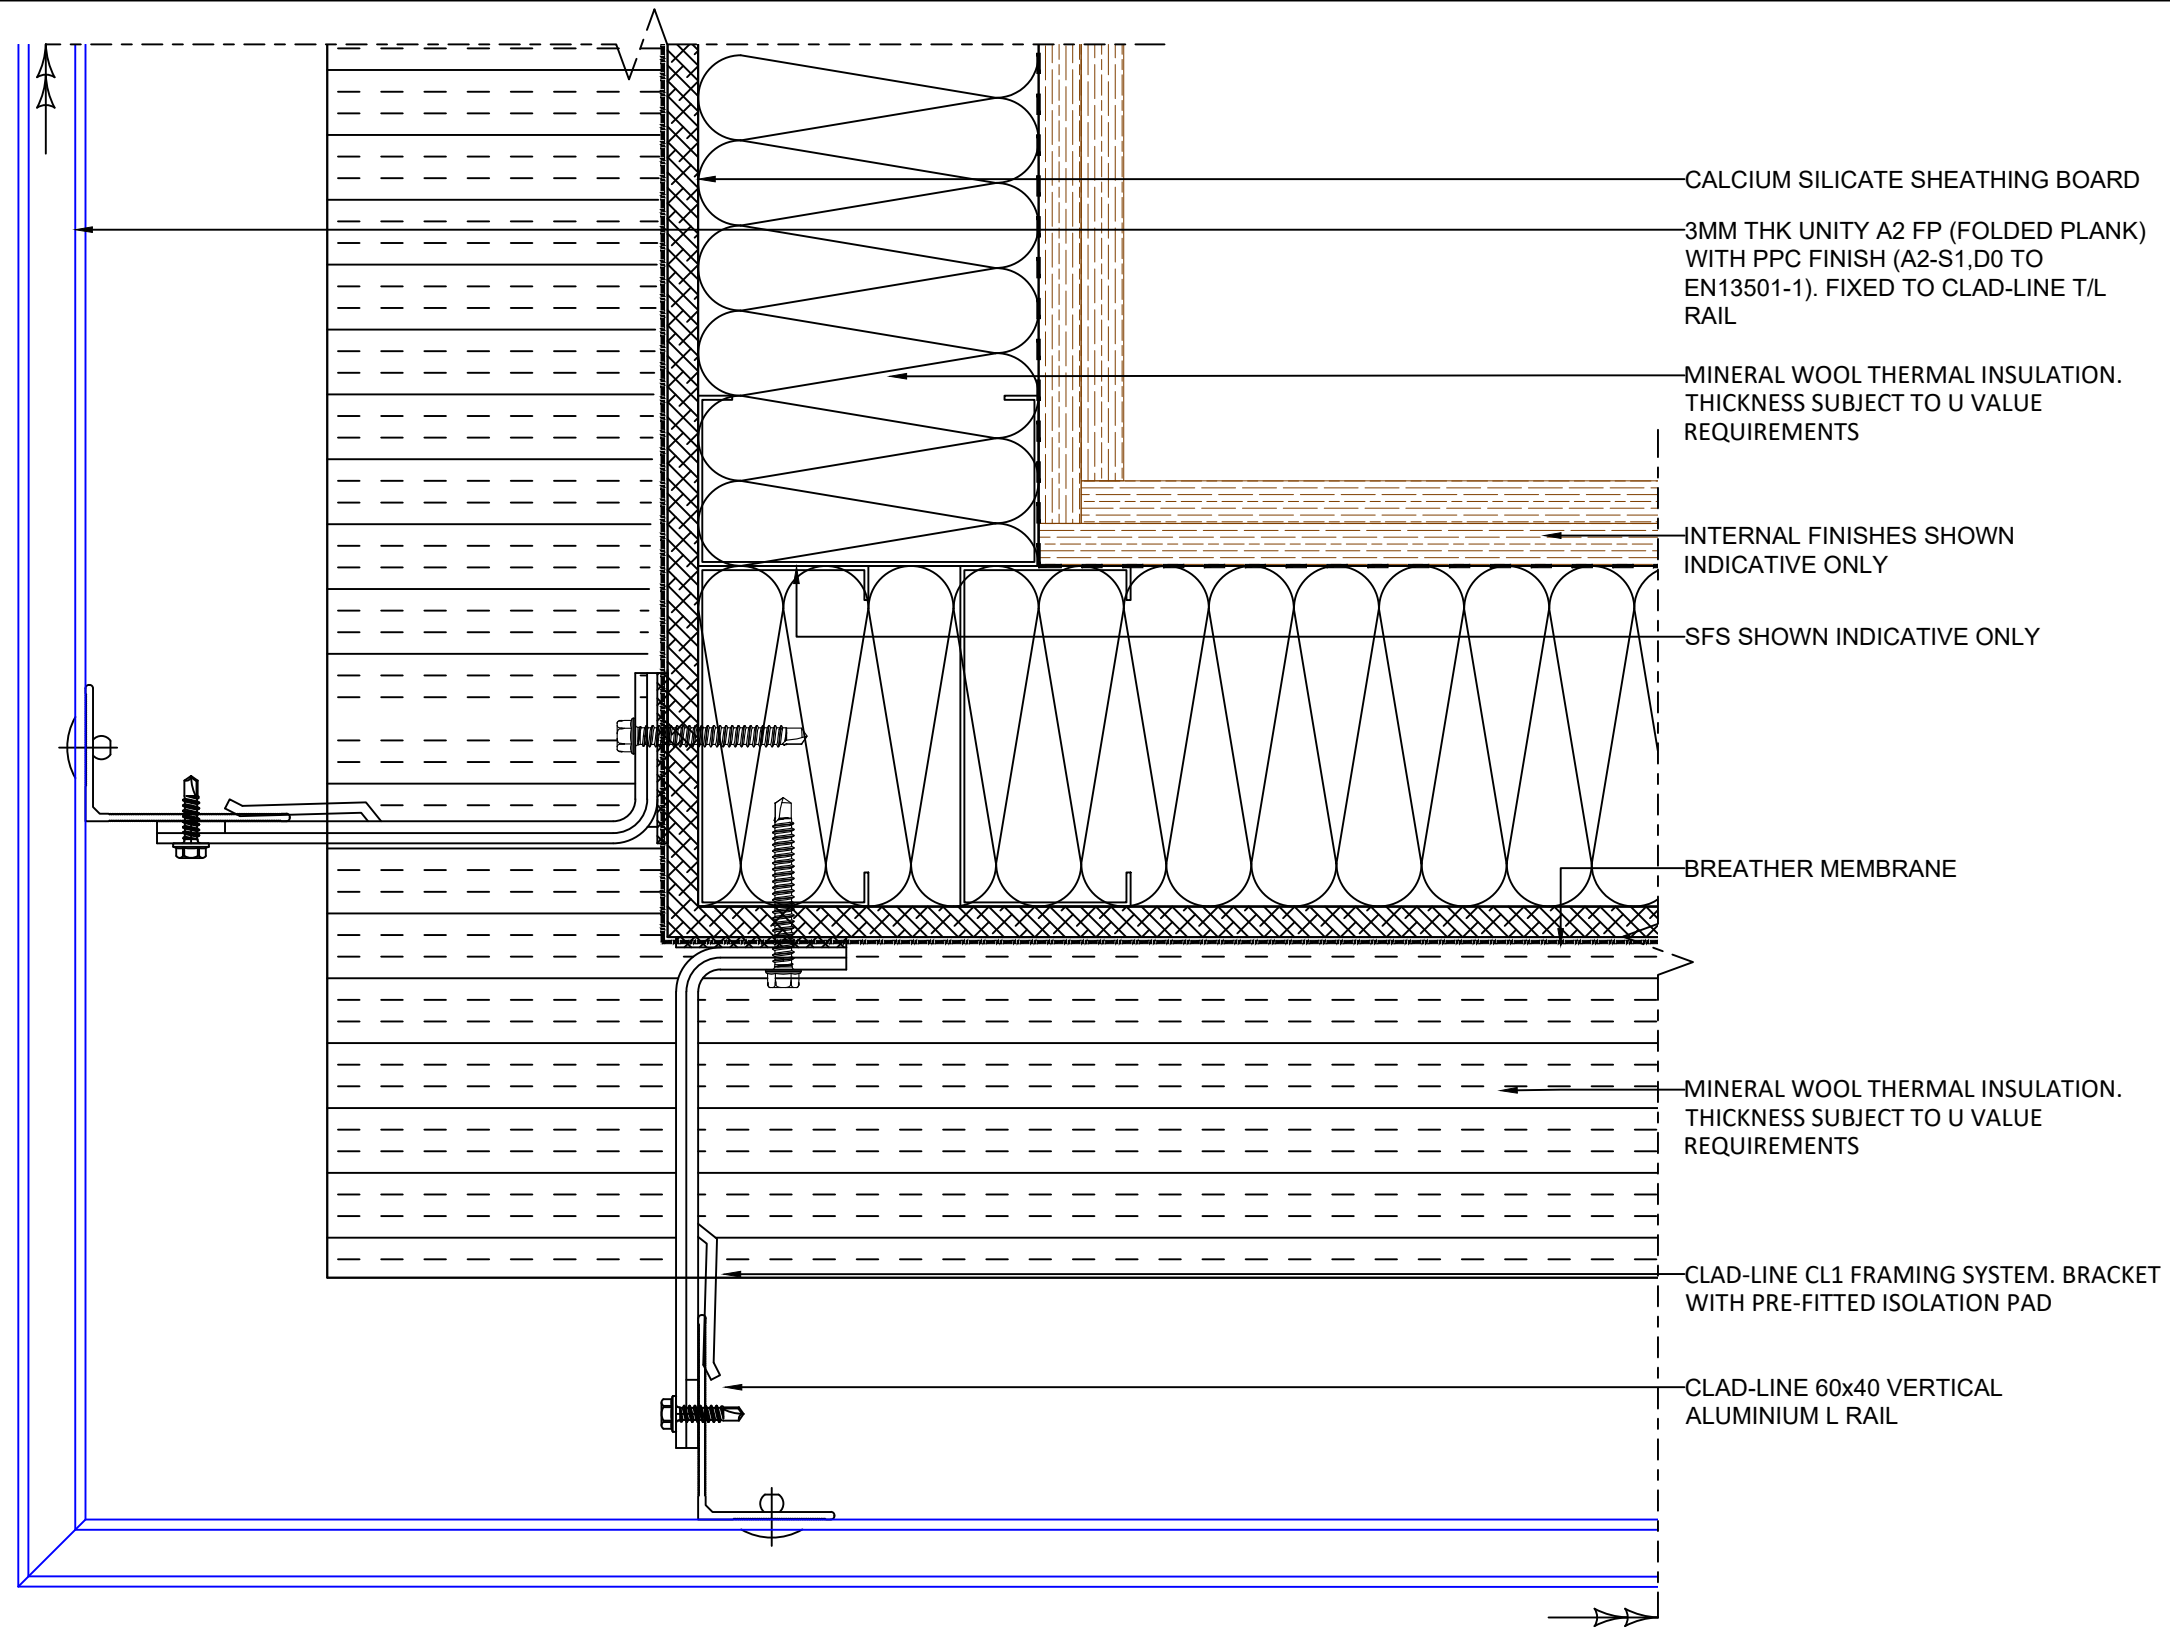 CALCIUM SILICATE SHEATHING BOARD
3MM THK UNITY A2 FP (FOLDED PLANK)
WITH PPC FINISH (A2-S1,D0 TO
EN13501-1). FIXED TO CLAD-LINE T/L
RAIL
MINERAL WOOL THERMAL INSULATION.
THICKNESS SUBJECT TO U VALUE
REQUIREMENTS
INTERNAL FINISHES SHOWN
INDICATIVE ONLY
SFS SHOWN INDICATIVE ONLY
BREATHER MEMBRANE
MINERAL WOOL THERMAL INSULATION.
THICKNESS SUBJECT TO U VALUE
REQUIREMENTS
CLAD-LINE CL1 FRAMING SYSTEM. BRACKET
WITH PRE-FITTED ISOLATION PAD
CLAD-LINE 60x40 VERTICAL
ALUMINIUM L RAIL